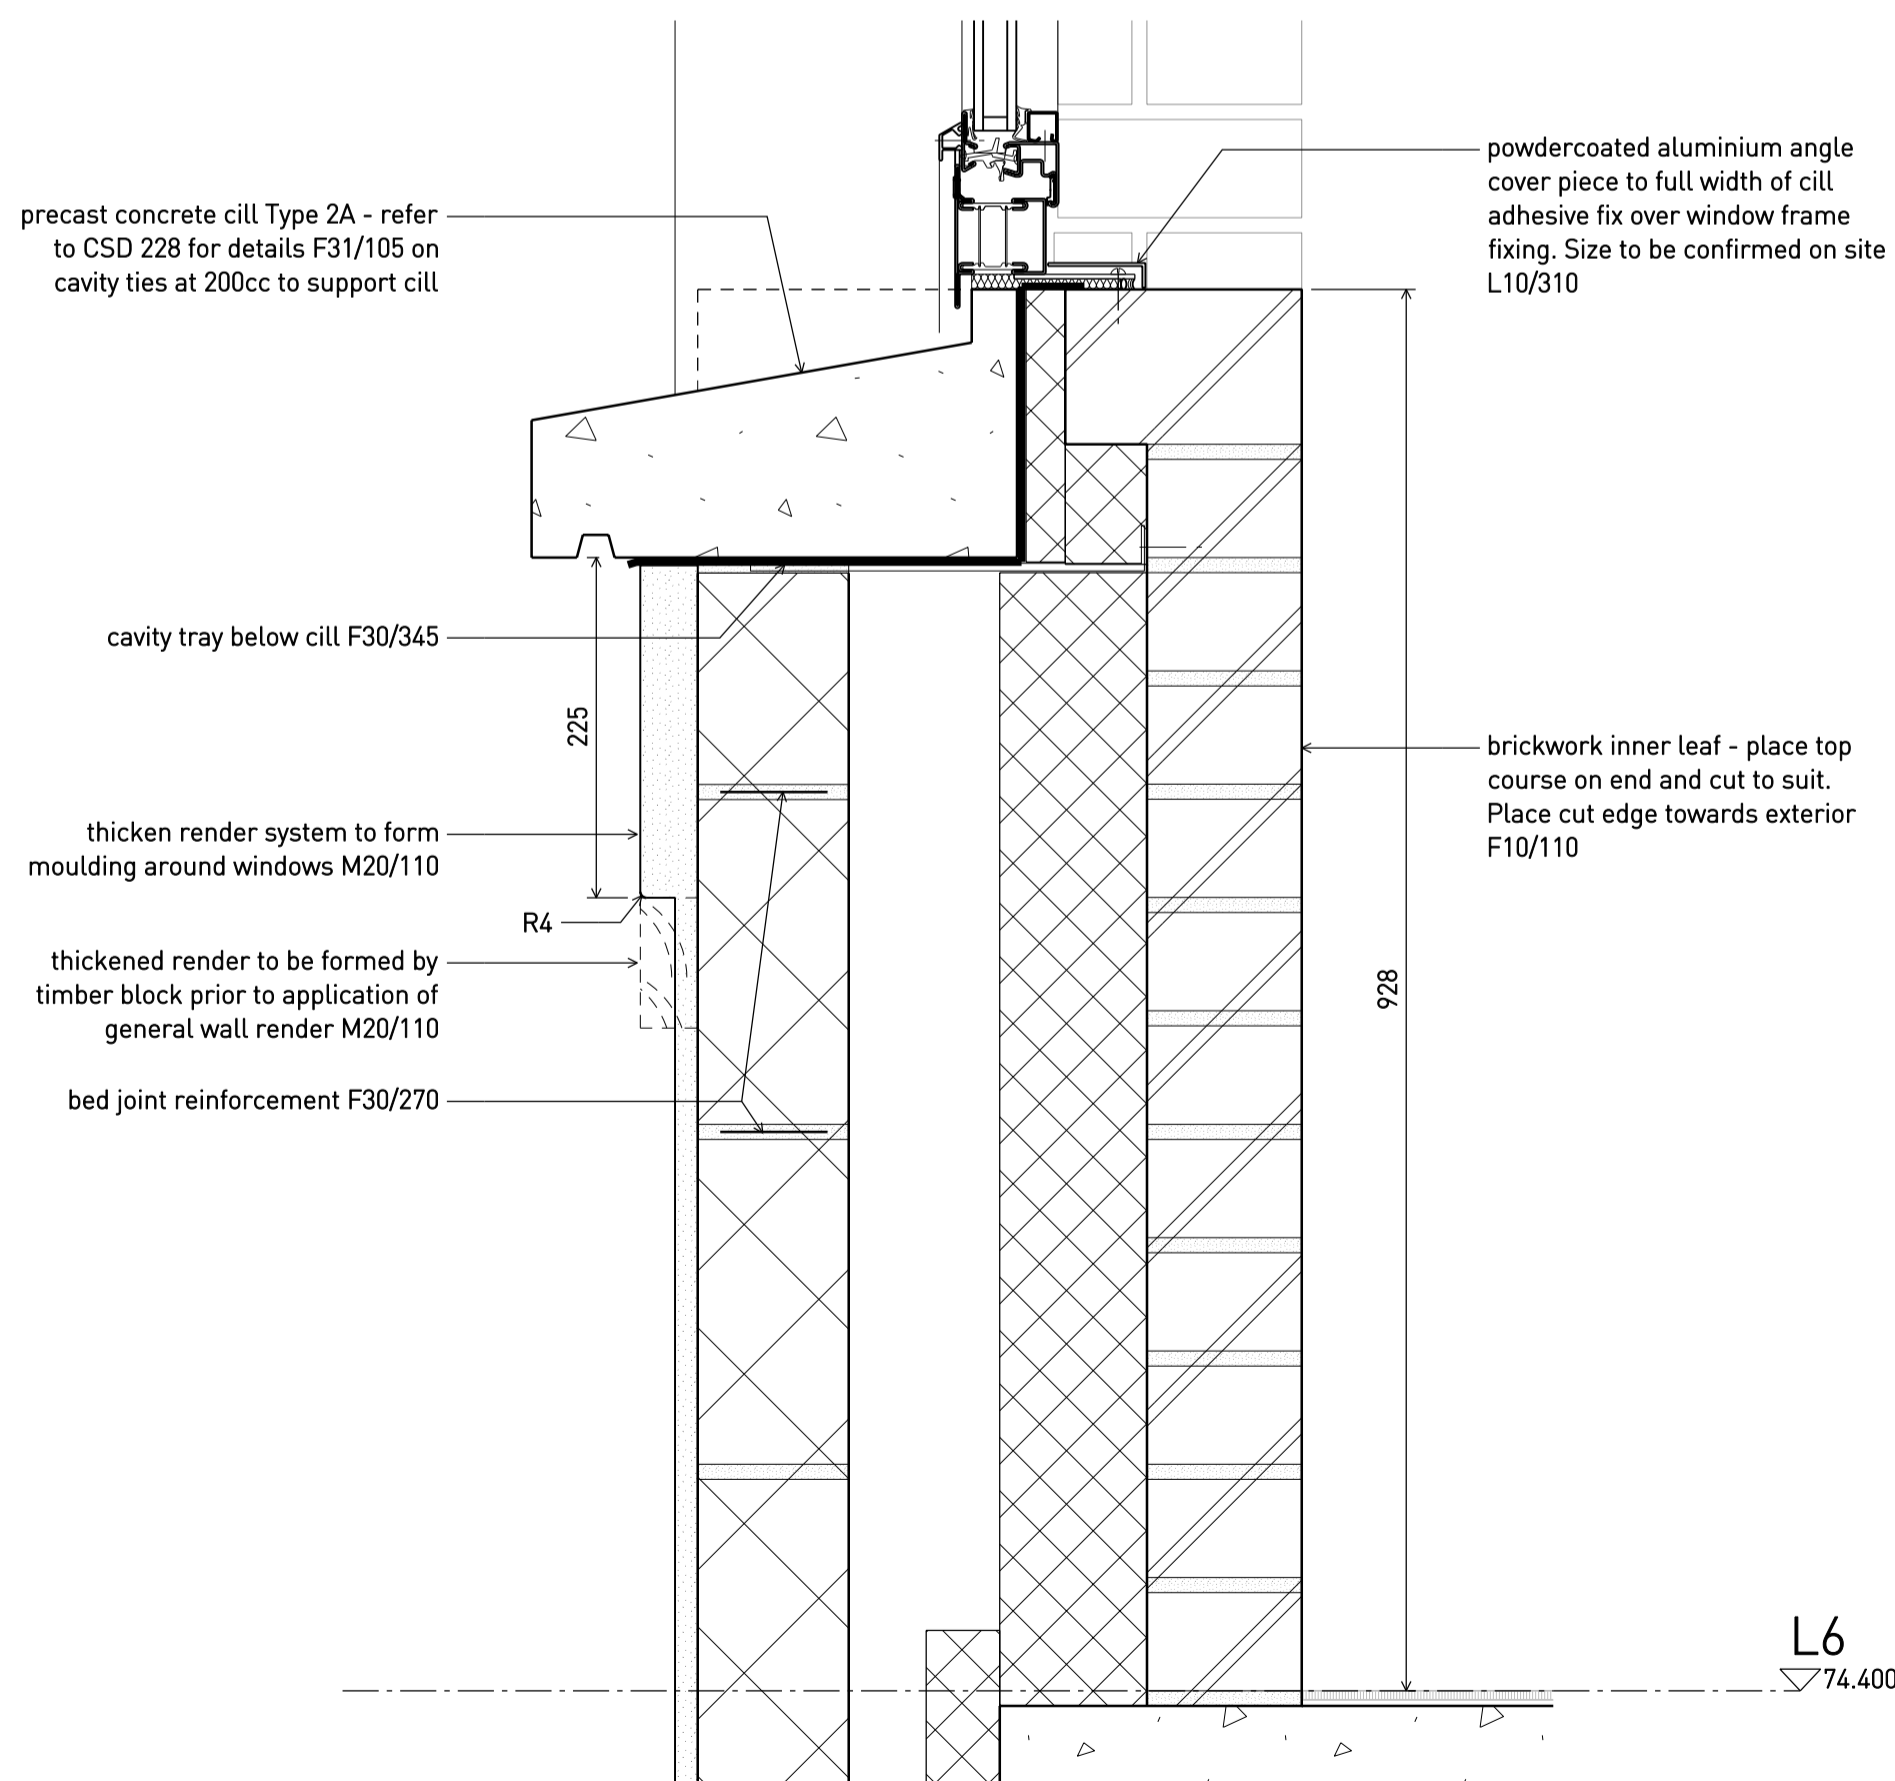 precast concrete cill Type 2A - refer
to CSD 228 for details F31/105 on
cavity ties at 200cc to support cill
powdercoated aluminium angle
cover piece to full width of cill
adhesive fix over window frame
fixing. Size to be confirmed on site
L10/310
cavity tray below cill F30/345
225
thicken render system to form
moulding around windows M20/110
R4
thickened render to be formed by
timber block prior to application of
general wall render M20/110
bed joint reinforcement F30/270
brickwork inner leaf - place top
course on end and cut to suit.
Place cut edge towards exterior
F10/110
928
L6
74.400